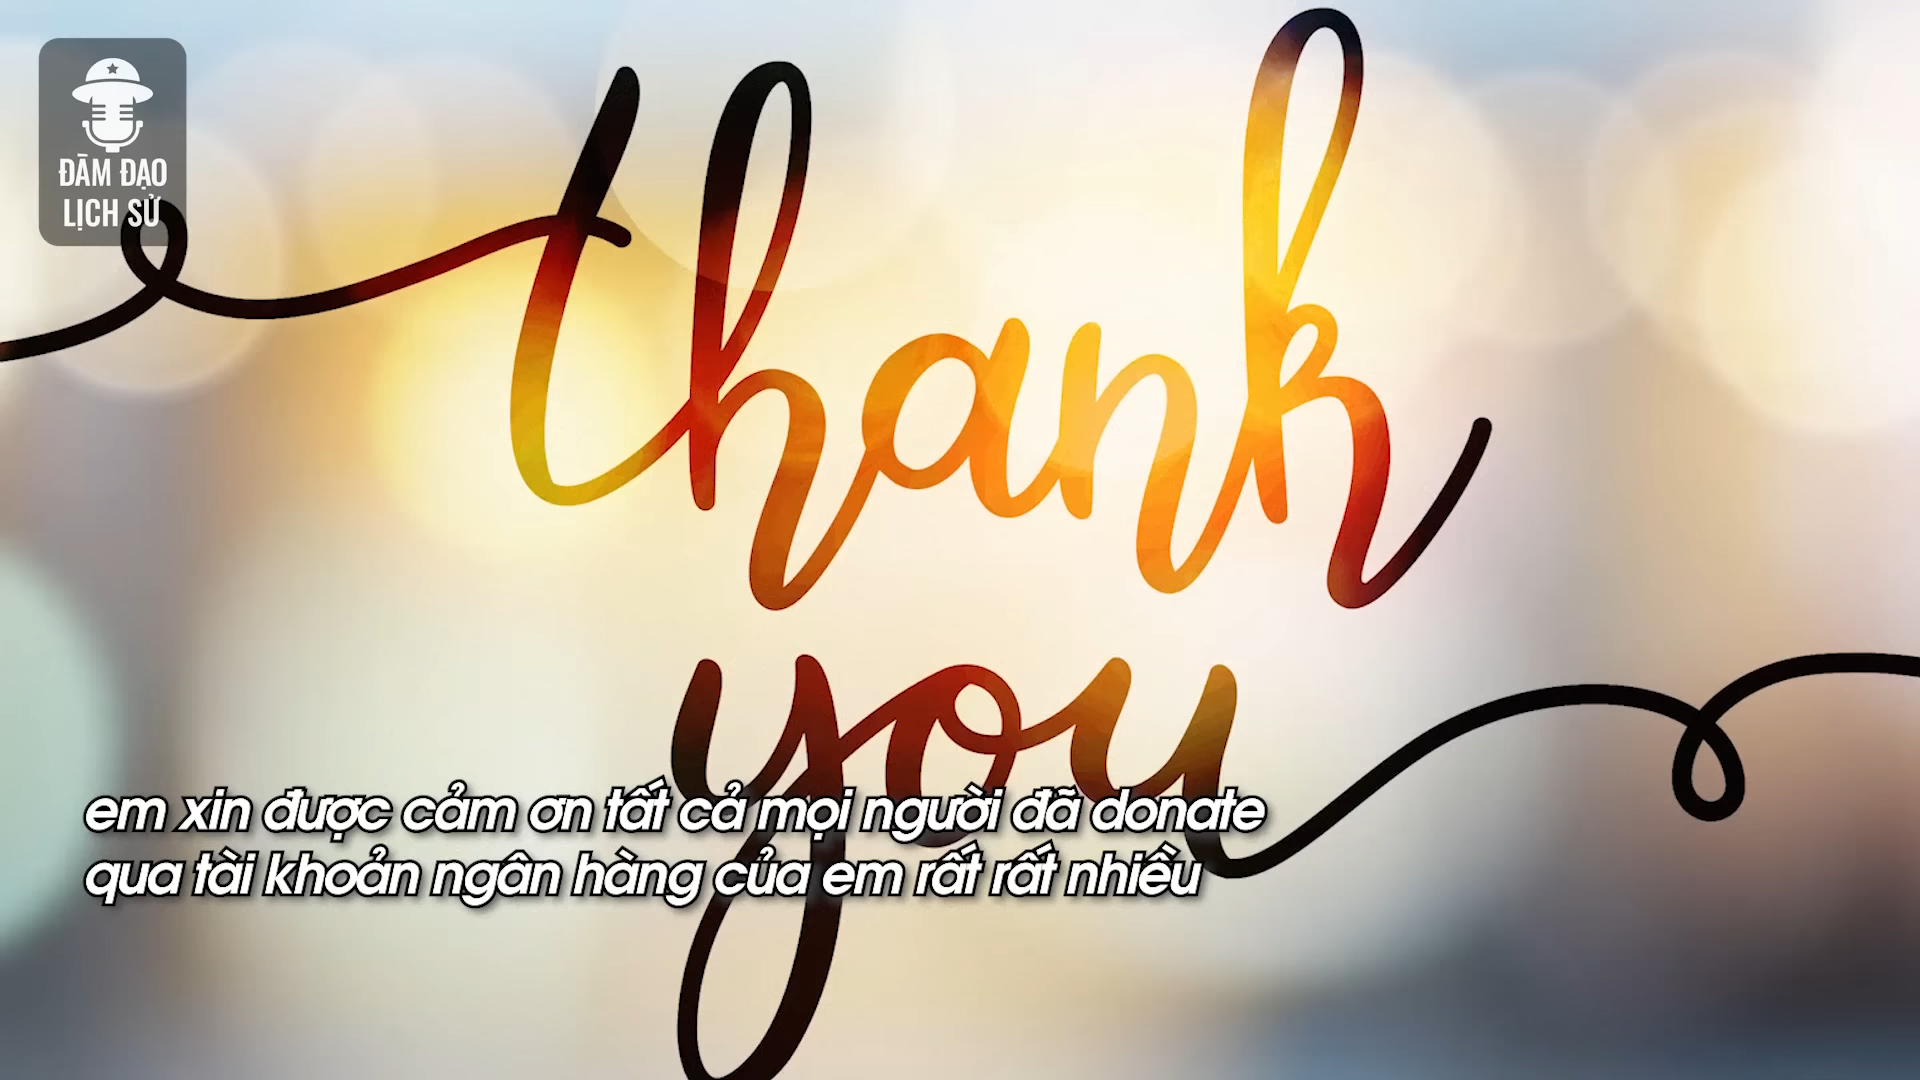 ĐÀM ĐẠO
LỊCH SỬ
thank
you
em xin được cảm ơn tất cả mọi người đã donate
qua tài khoản ngân hàng của em rất rất nhiều